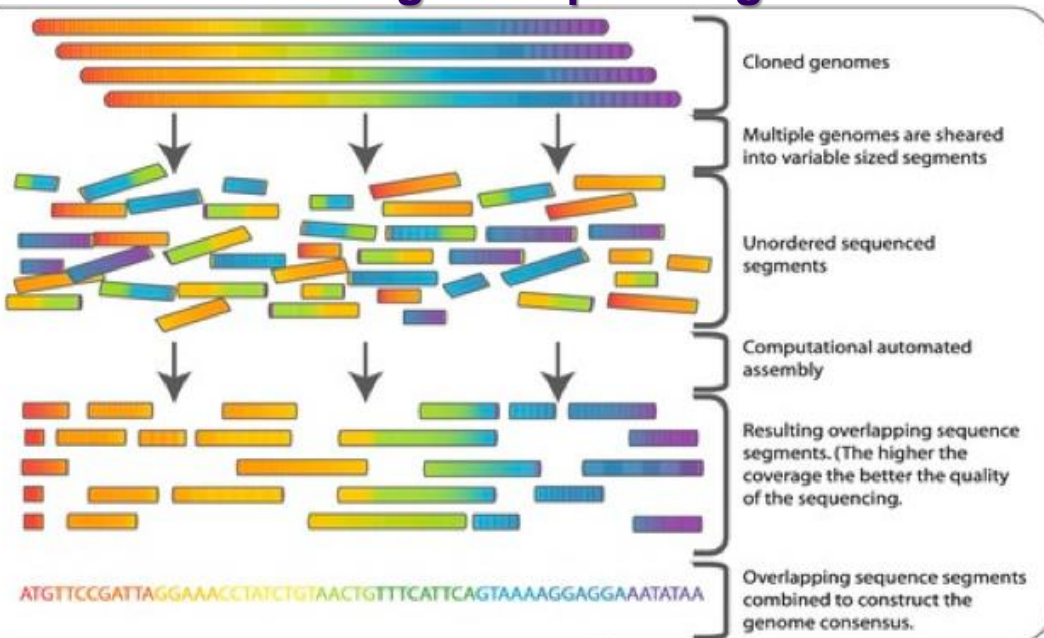 Cloned genomes
Multiple genomes are sheared
into variable sized segments
Unordered sequenced
segments
Computational automated
assembly
Resulting overlapping sequence
segments. (The higher the
coverage the better the quality
of the sequencing.
ATGTTCCGATTAGGAAACCTATCTGTAACTGTTTCATTCAGTAAAAGGAGGAAATATAA
Overlapping sequence segments
combined to construct the
genome consensus.